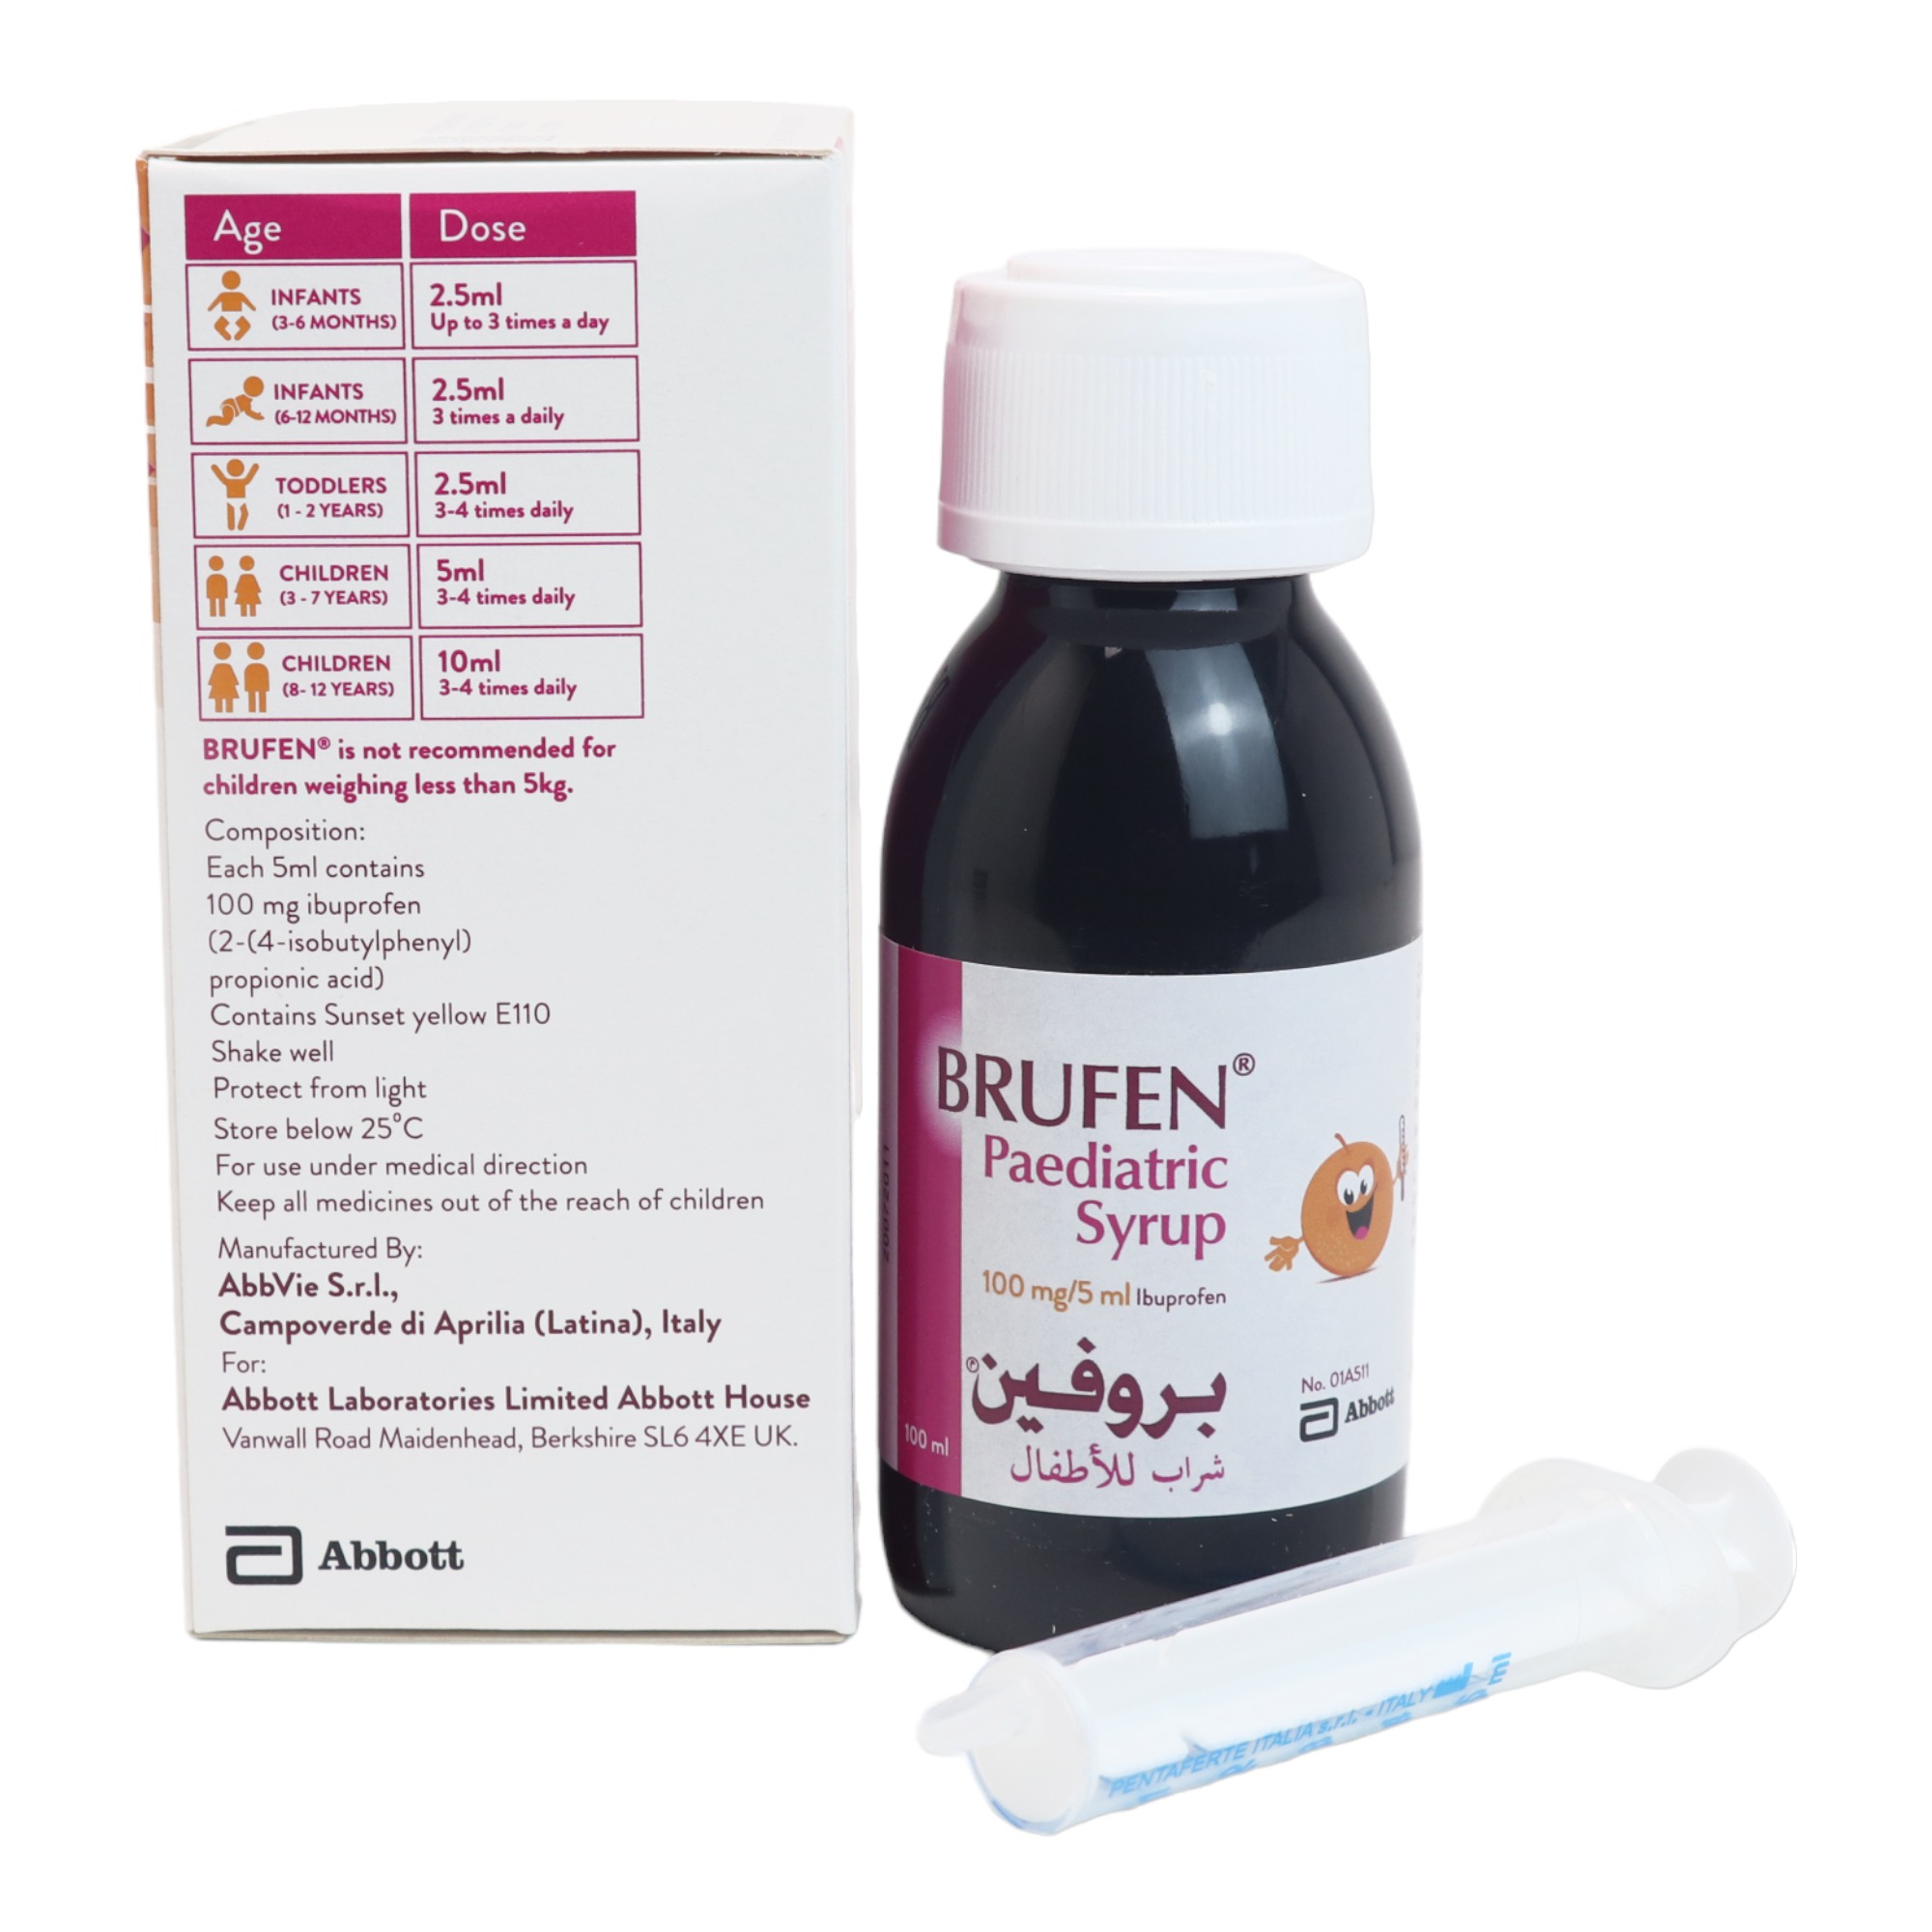 Age Dose
INFANTS
(3-6 MONTHS)
2.5ml
Up to 3 times a day
INFANTS
(6-12 MONTHS)
2.5ml
3 times a daily
TODDLERS
(1 - 2 YEARS)
2.5ml
3-4 times daily
CHILDREN
(3 - 7 YEARS)
5ml
3-4 times daily
CHILDREN
(8- 12 YEARS)
10ml
3-4 times daily
BRUFEN® is not recommended for
children weighing less than 5kg.
Composition:
Each 5ml contains
100 mg ibuprofen
(2-(4-isobutylphenyl)
propionic acid)
Contains Sunset yellow E110
Shake well
Protect from light
Store below 25°C
For use under medical direction
Keep all medicines out of the reach of children
Manufactured By:
AbbVie S.r.l.,
Campoverde di Aprilia (Latina), Italy
For:
Abbott Laboratories Limited Abbott House
Vanwall Road Maidenhead, Berkshire SL6 4XE UK.
Abbott
BRUFEN®
Paediatric
Syrup
100 mg/5 ml Ibuprofen
بروفين®
شراب للأطفال
100 ml
No. 01A511
Abbott
PENTAFERTE ITALIA s.r.l. - ITALY
ml